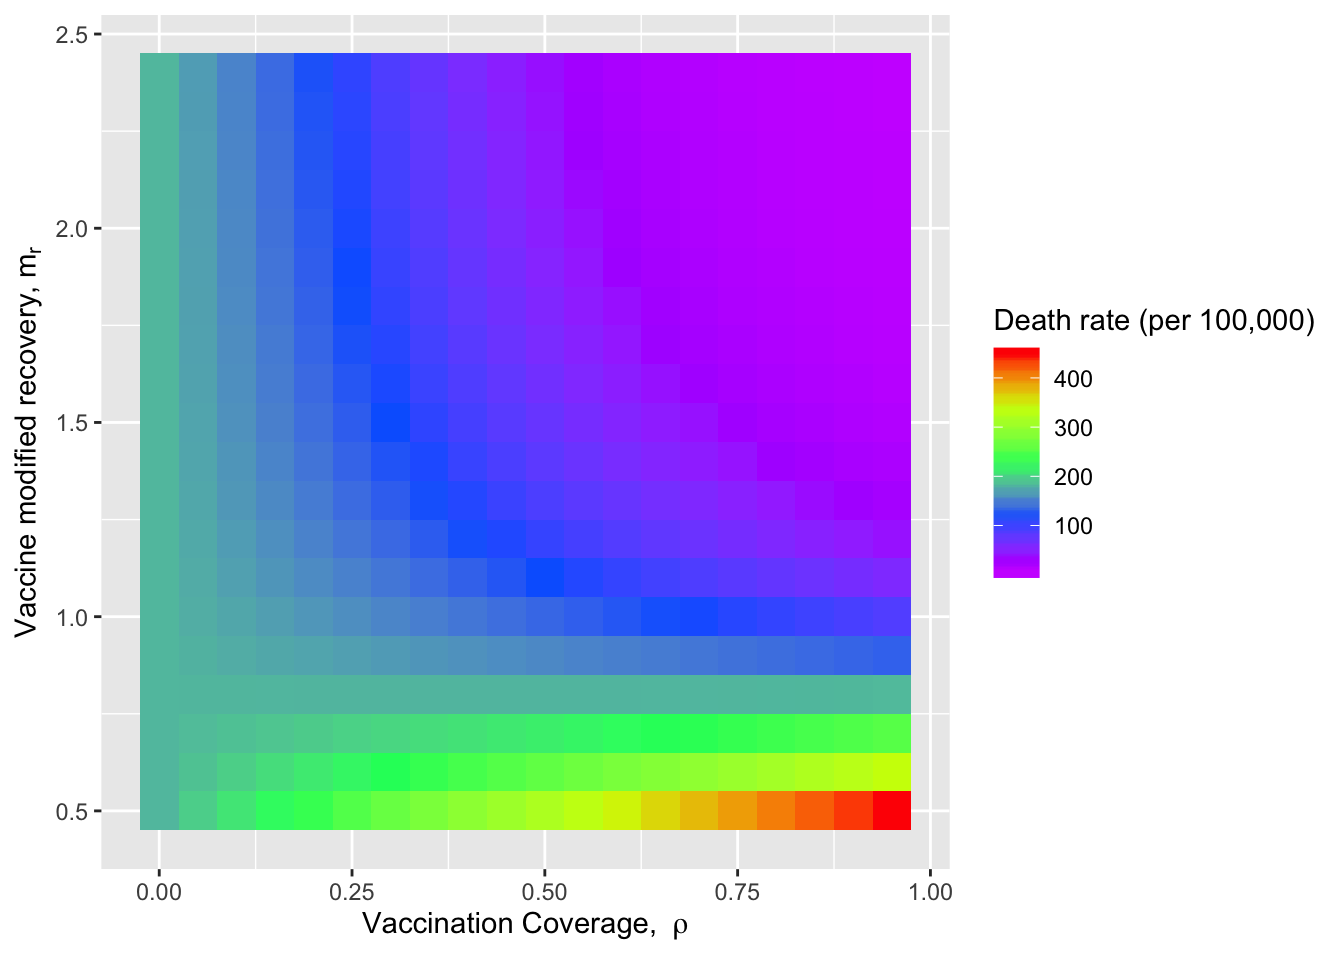 2.5
2.0
1.5
1.0
0.5
Vaccine modified recovery, mr
0.00 0.25 0.50 0.75 1.00
Vaccination Coverage, ρ
Death rate (per 100,000)
400
300
200
100